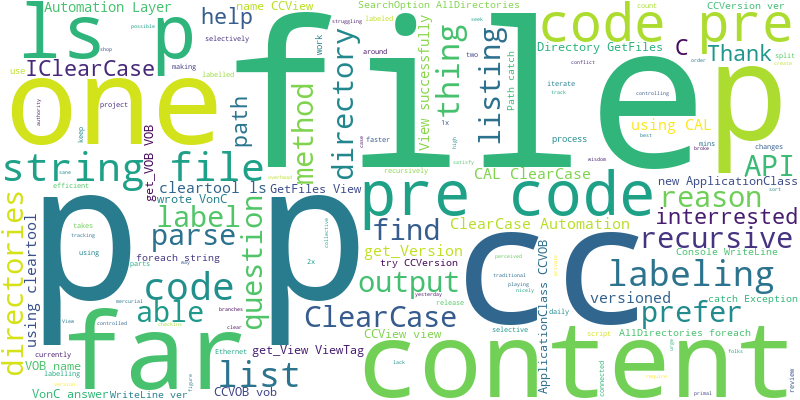 Automation Layer
name CCView
SearchOption AllDirectories
CCVersion ver
count
possible
struggling
labeled
seek
ls p
help
selectively
file
code pre
shop
labelled
work
around
two
Directory GetFiles
Path catch
split
IClearCase
making
use
directory
thing
listing
C
Thank
conflict
iterate
order
one
path
method
View successfully
track
controlling
authority
project
1x
faster
process
using CAL
best
mins
changes
keep
get_VOB VOB
case
high
satisfy
wisdom
create
broke
API
string file
cleartool ls
GetFiles View
overhead
recursively
CAL ClearCase
new ApplicationClass
sane
efficient
wrote VonC
sort
pre code
reason
label
tracking
takes
find
ClearCase Automation
interrested
directories
using cleartool
parse
question
foreach string
collective
get_Version
try CCVersion
recursive
using
way
2x
perceived
Console WriteLine
p p
cc
traditional
playing
nicely
ApplicationClass CCVOB
labeling
parts
mercurial
code
able
output
ClearCase
yesterday
selective
versioned
catch Exception
daily
prefer
labelling
release
script
AllDirectories foreach
currently
branches
CCView view
content
view
controlled
Ethernet
clear
lack
folks
far
VOB name
list
get_View ViewTag
urge
connected
review
VonC answer
WriteLine ver
figure
CCVOB vob
primal